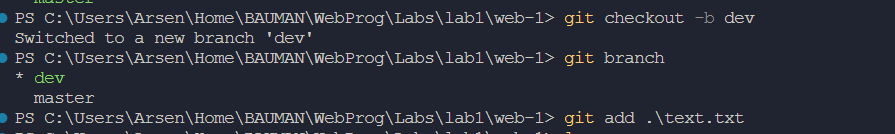 master
PS C:\Users\Arsen\Home\BAUMAN\WebProg\Labs\lab1\web-1> git checkout -b dev
Switched to a new branch 'dev'
PS C:\Users\Arsen\Home\BAUMAN\WebProg\Labs\lab1\web-1> git branch
* dev
  master
PS C:\Users\Arsen\Home\BAUMAN\WebProg\Labs\lab1\web-1> git add .\text.txt